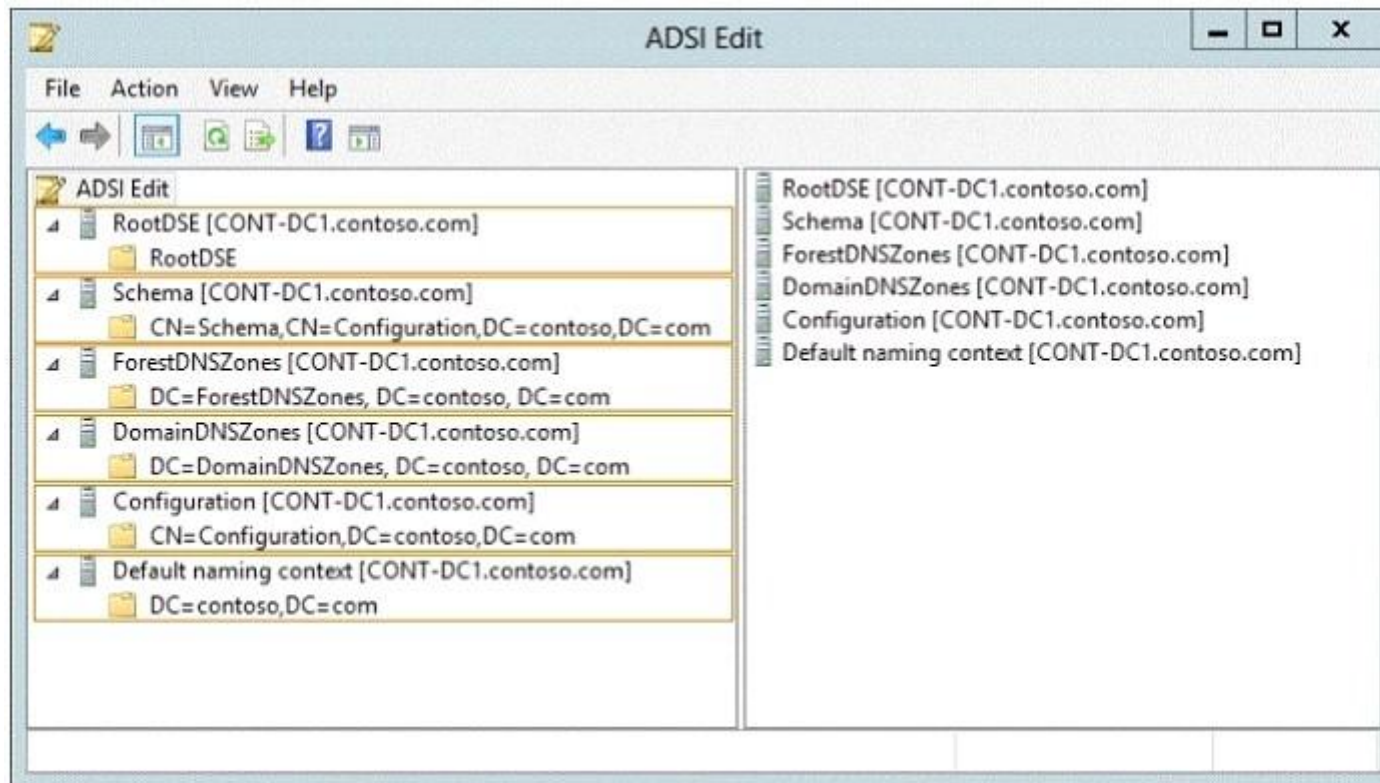 ADSI Edit
File Action View Help
ADSI Edit
RootDSE [CONT-DC1.contoso.com]
RootDSE
Schema [CONT-DC1.contoso.com]
CN=Schema,CN=Configuration,DC=contoso,DC=com
ForestDNSZones [CONT-DC1.contoso.com]
DC=ForestDNSZones, DC=contoso, DC=com
DomainDNSZones [CONT-DC1.contoso.com]
DC=DomainDNSZones, DC=contoso, DC=com
Configuration [CONT-DC1.contoso.com]
CN=Configuration,DC=contoso,DC=com
Default naming context [CONT-DC1.contoso.com]
DC=contoso,DC=com
RootDSE [CONT-DC1.contoso.com]
Schema [CONT-DC1.contoso.com]
ForestDNSZones [CONT-DC1.contoso.com]
DomainDNSZones [CONT-DC1.contoso.com]
Configuration [CONT-DC1.contoso.com]
Default naming context [CONT-DC1.contoso.com]